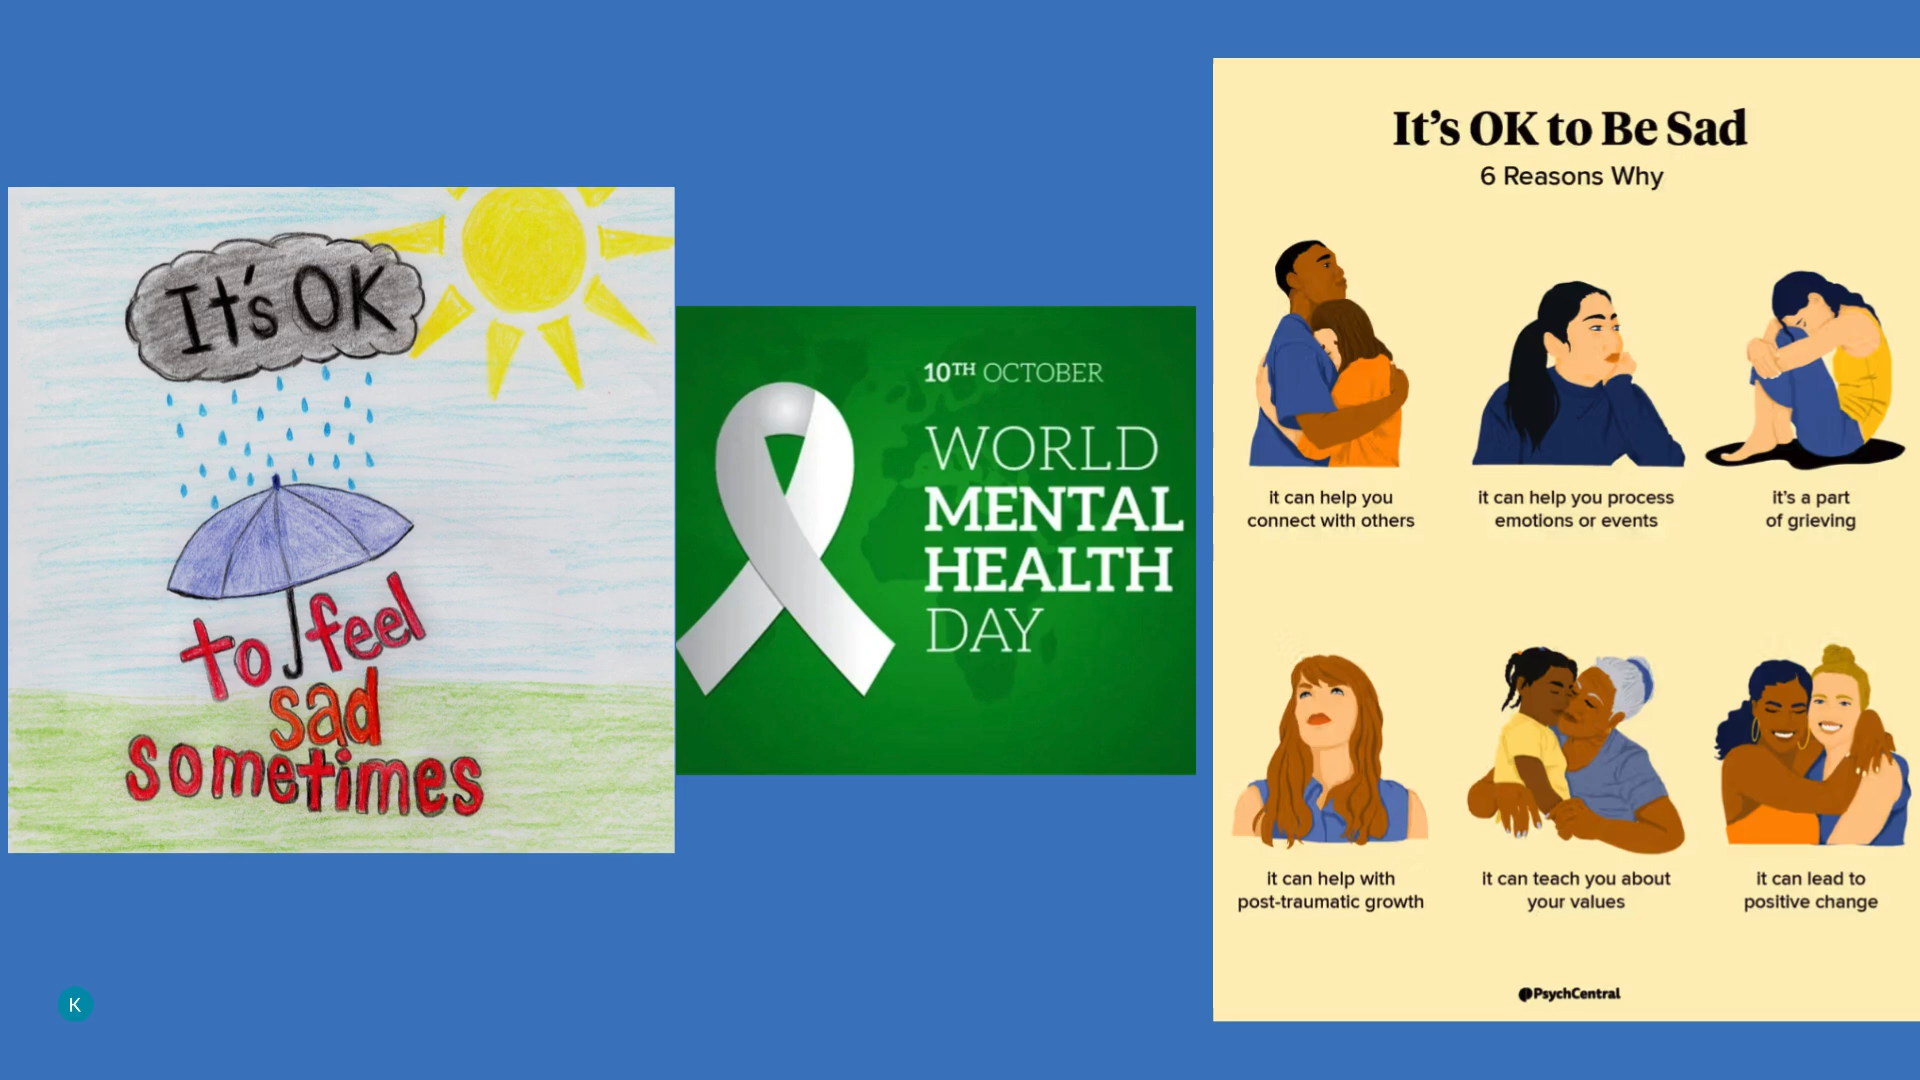 It's OK
to feel
sad
sometimes
10TH OCTOBER
WORLD
MENTAL
HEALTH
DAY
It's OK to Be Sad
6 Reasons Why
it can help you
connect with others
it can help you process
emotions or events
it's a part
of grieving
it can help with
post-traumatic growth
it can teach you about
your values
it can lead to
positive change
PsychCentral
K